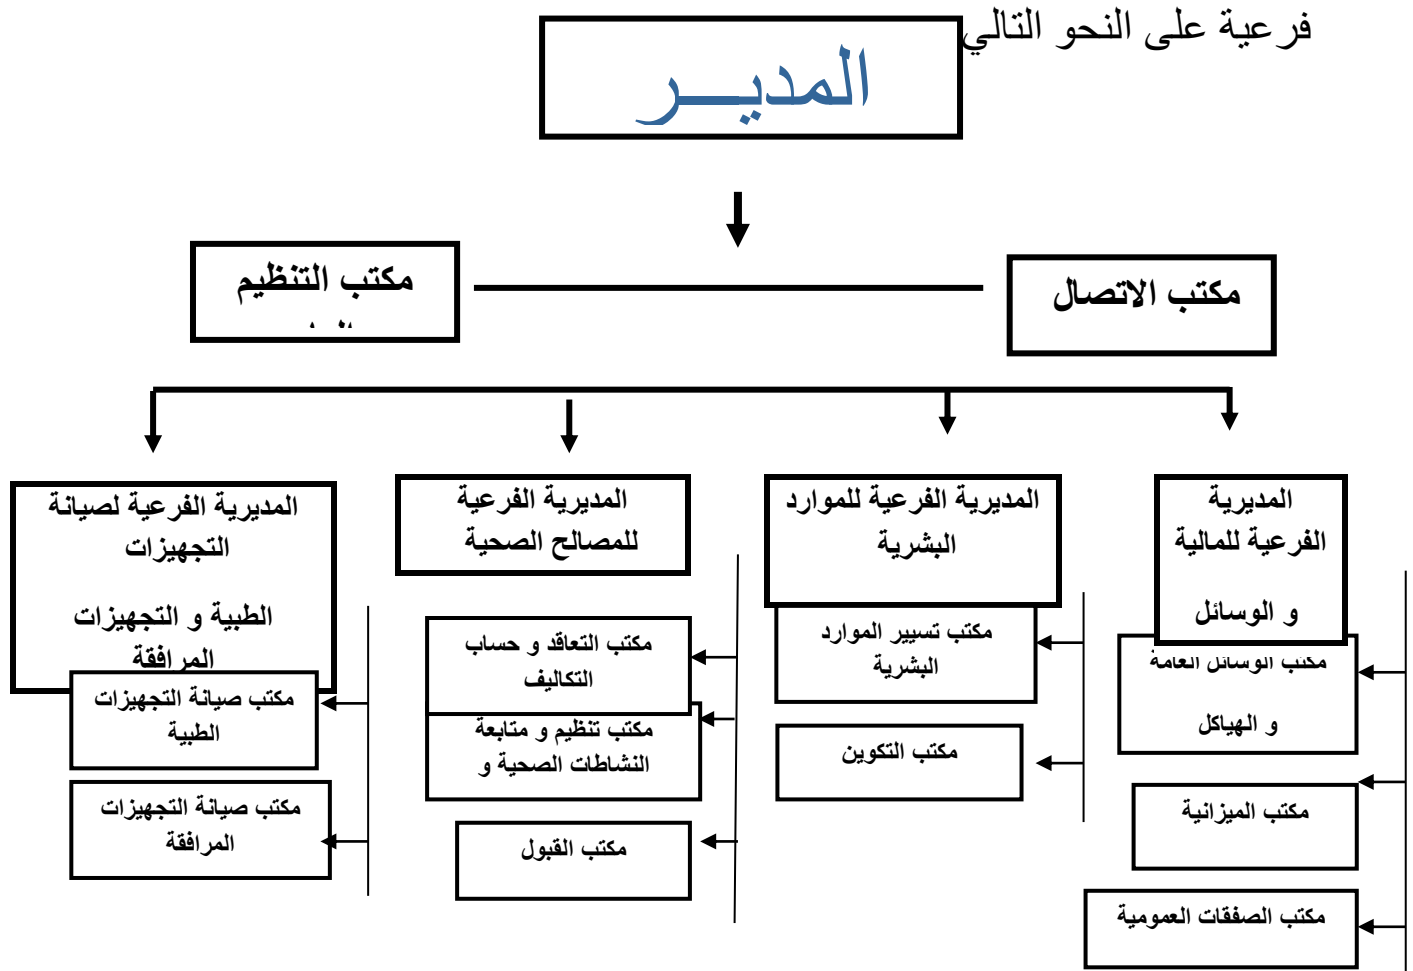 فرعية على النحو التالي
المديـــر
مكتب الاتصال
مكتب التنظيم
المديرية
الفرعية للمالية
و الوسائل
مكتب الوسائل العامة
و الهياكل
مكتب الميزانية
مكتب الصفقات العمومية
المديرية الفرعية للموارد
البشرية
مكتب تسيير الموارد
البشرية
مكتب التكوين
المديرية الفرعية
للمصالح الصحية
مكتب التعاقد و حساب
التكاليف
مكتب تنظيم و متابعة
النشاطات الصحية و
مكتب القبول
المديرية الفرعية لصيانة
التجهيزات
الطبية و التجهيزات
المرافقة
مكتب صيانة التجهيزات
الطبية
مكتب صيانة التجهيزات
المرافقة